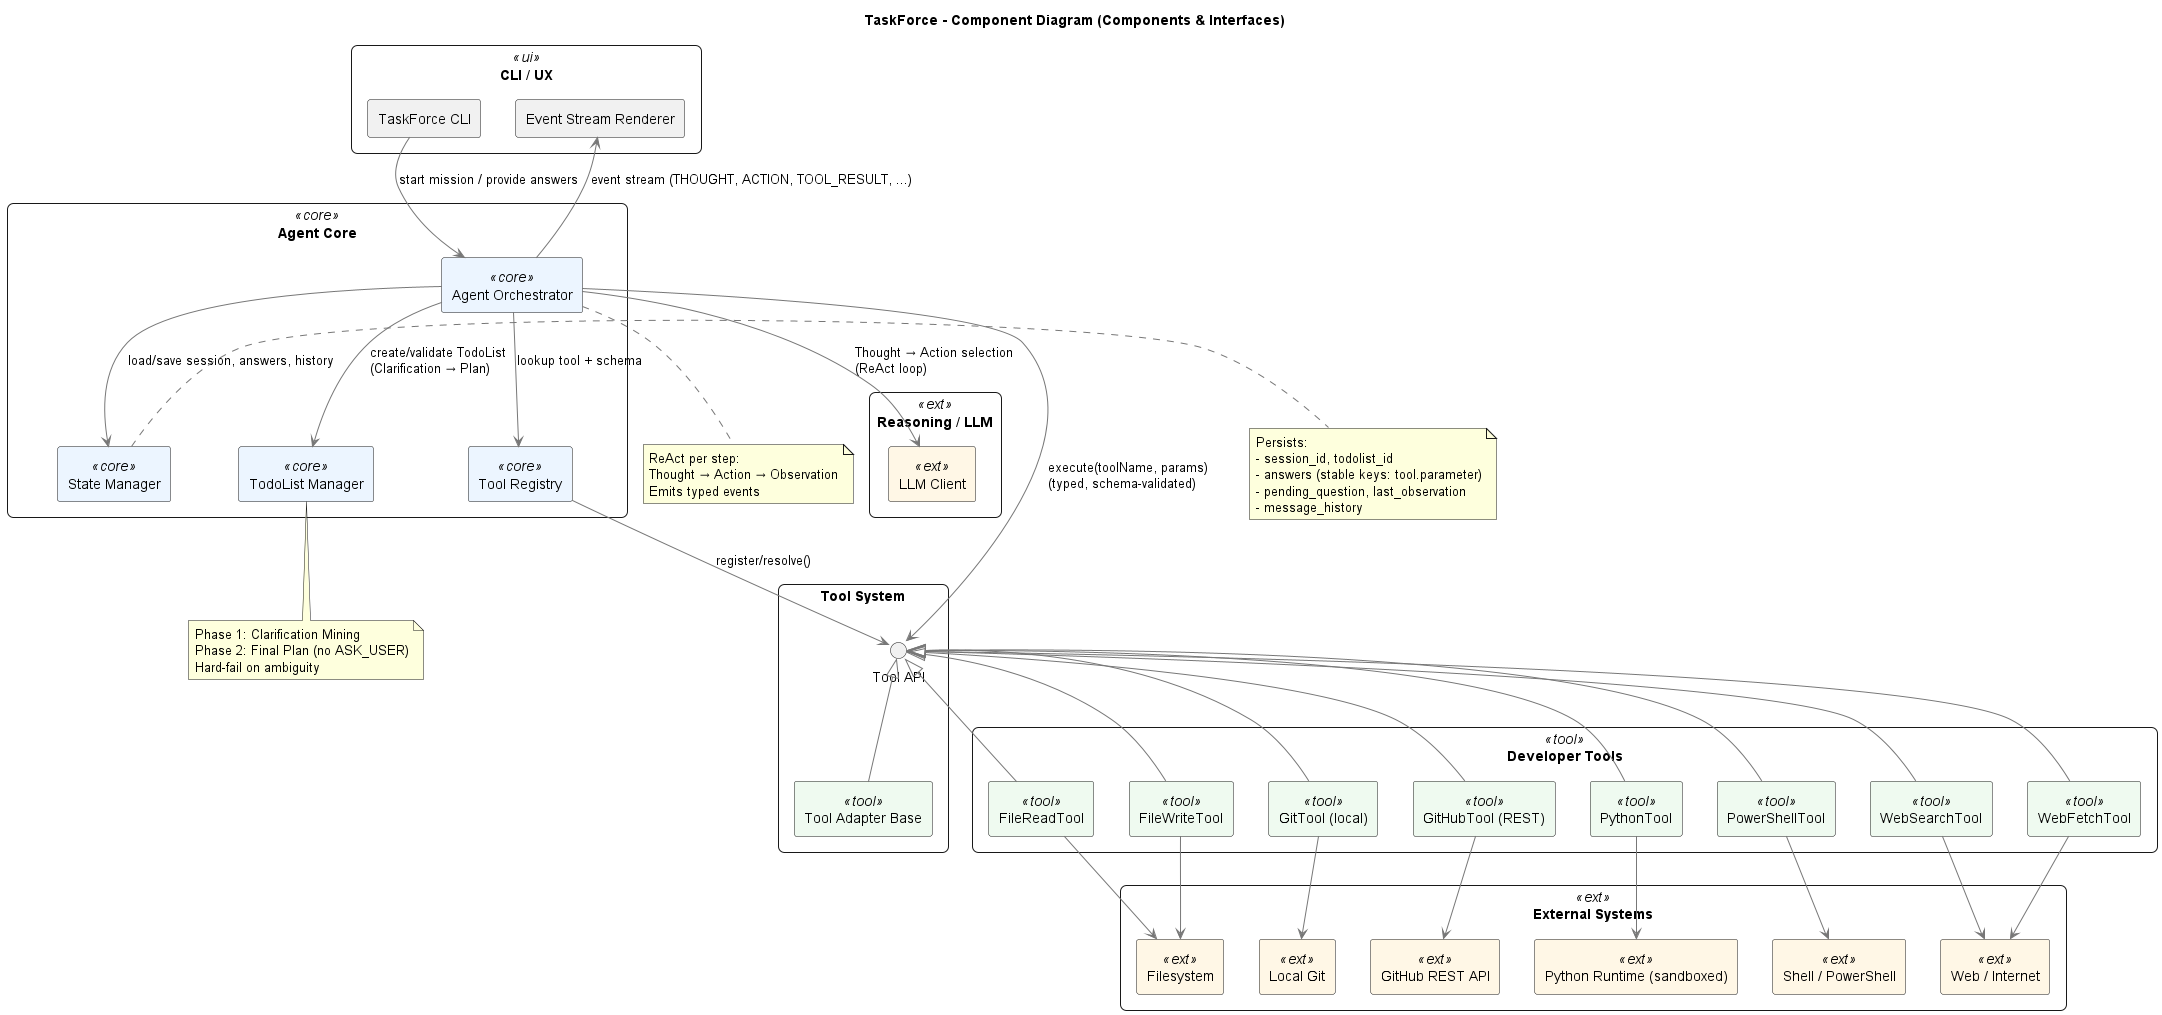 TaskForce - Component Diagram (Components & Interfaces)
«ui»
CLI / UX
TaskForce CLI
Event Stream Renderer
start mission / provide answers
event stream (THOUGHT, ACTION, TOOL_RESULT, ...)
«core»
Agent Core
«core»
Agent Orchestrator
load/save session, answers, history
create/validate TodoList
(Clarification → Plan)
lookup tool + schema
Thought → Action selection
(ReAct loop)
«ext»
Reasoning / LLM
«ext»
LLM Client
execute(toolName, params)
(typed, schema-validated)
«core»
State Manager
«core»
TodoList Manager
«core»
Tool Registry
ReAct per step:
Thought → Action → Observation
Emits typed events
Persists:
- session_id, todolist_id
- answers (stable keys: tool.parameter)
- pending_question, last_observation
- message_history
register/resolve()
Phase 1: Clarification Mining
Phase 2: Final Plan (no ASK_USER)
Hard-fail on ambiguity
Tool System
Tool API
«tool»
Tool Adapter Base
«tool»
Developer Tools
«tool»
FileReadTool
«tool»
FileWriteTool
«tool»
GitTool (local)
«tool»
GitHubTool (REST)
«tool»
PythonTool
«tool»
PowerShellTool
«tool»
WebSearchTool
«tool»
WebFetchTool
«ext»
External Systems
«ext»
Filesystem
«ext»
Local Git
«ext»
GitHub REST API
«ext»
Python Runtime (sandboxed)
«ext»
Shell / PowerShell
«ext»
Web / Internet